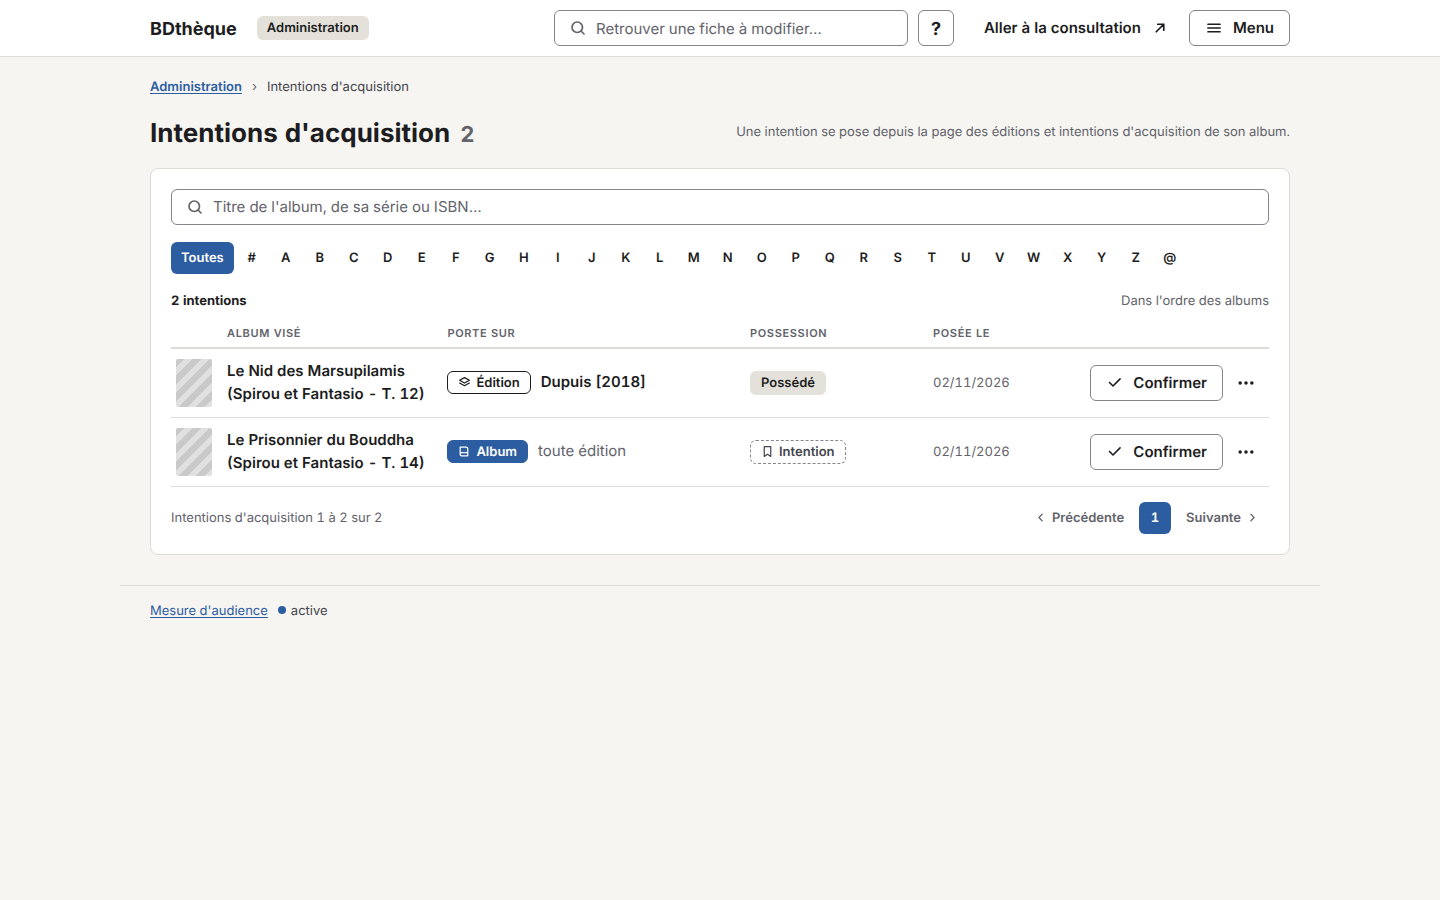 BDthèque Administration Retrouver une fiche à modifier... ? Aller à la consultation Menu
Administration › Intentions d'acquisition
Intentions d'acquisition 2 Une intention se pose depuis la page des éditions et intentions d'acquisition de son album.
Titre de l'album, de sa série ou ISBN...
Toutes # A B C D E F G H I J K L M N O P Q R S T U V W X Y Z @
2 intentions Dans l'ordre des albums
ALBUM VISÉ PORTE SUR POSSESSION POSÉE LE
Le Nid des Marsupilamis
(Spirou et Fantasio - T. 12) Édition Dupuis [2018] Possédé 02/11/2026 Confirmer
Le Prisonnier du Bouddha
(Spirou et Fantasio - T. 14) Album toute édition Intention 02/11/2026 Confirmer
Intentions d'acquisition 1 à 2 sur 2 Précédente 1 Suivante
Mesure d'audience active